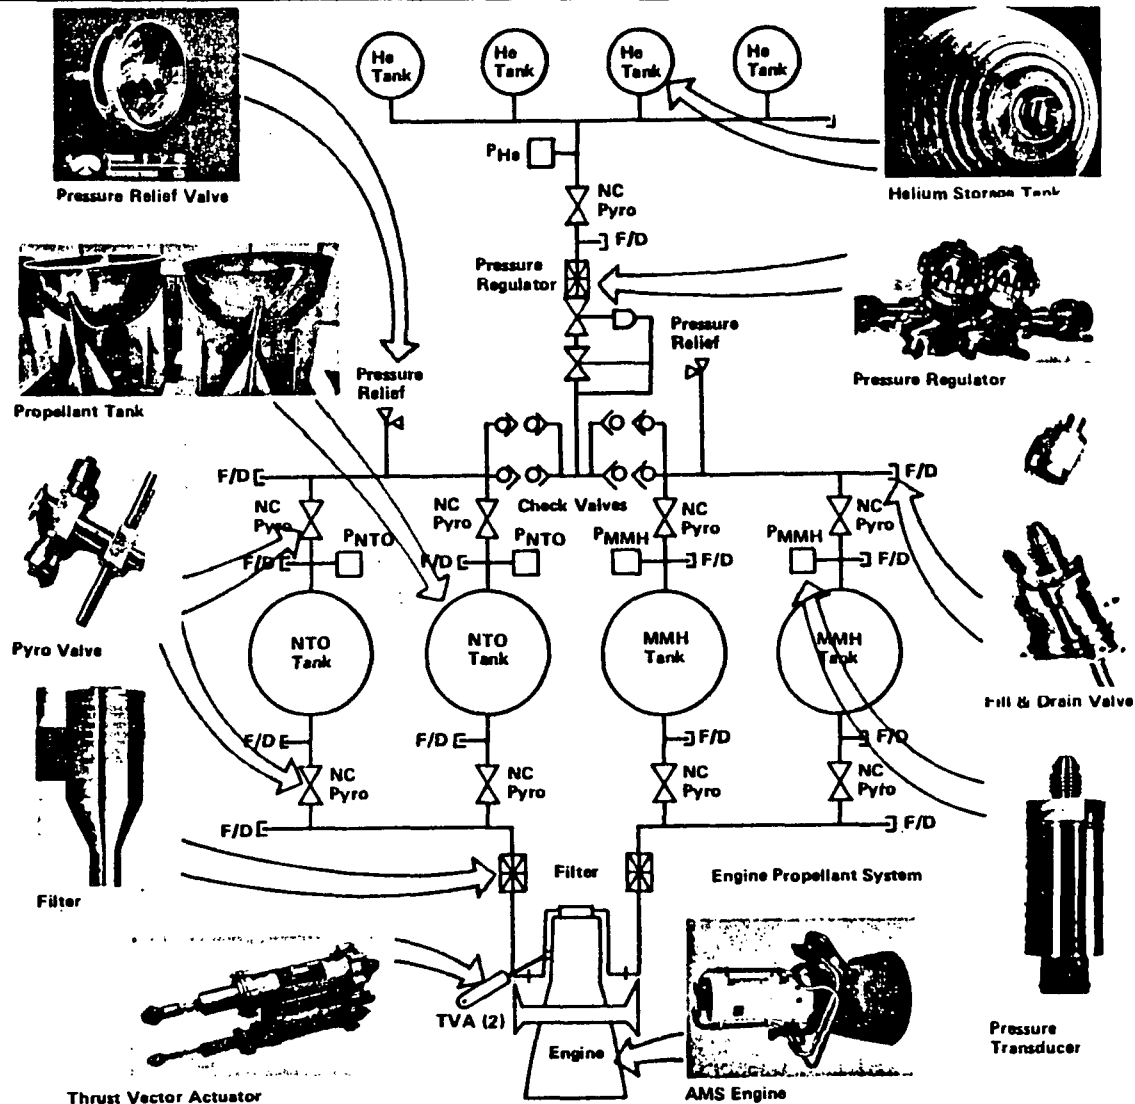 He
Tank
He
Tank
He
Tank
He
Tank
PHe
NC
Pyro
F/D
Pressure
Regulator
Pressure
Relief
Pressure Relief Valve
Helium Storage Tank
Propellant Tank
Pressure
Relief
Pressure Regulator
F/D
F/D
Check Valves
NC
Pyro
NC
Pyro
NC
Pyro
NC
Pyro
PNTO
PNTO
PMMH
PMMH
F/D
F/D
F/D
F/D
NTO
Tank
NTO
Tank
MMH
Tank
MMH
Tank
Pyro Valve
Fill & Drain Valve
F/D
F/D
F/D
F/D
NC
Pyro
NC
Pyro
NC
Pyro
NC
Pyro
F/D
F/D
Filter
Filter
Engine Propellant System
TVA (2)
Engine
Pressure
Transducer
Thrust Vector Actuator
AMS Engine